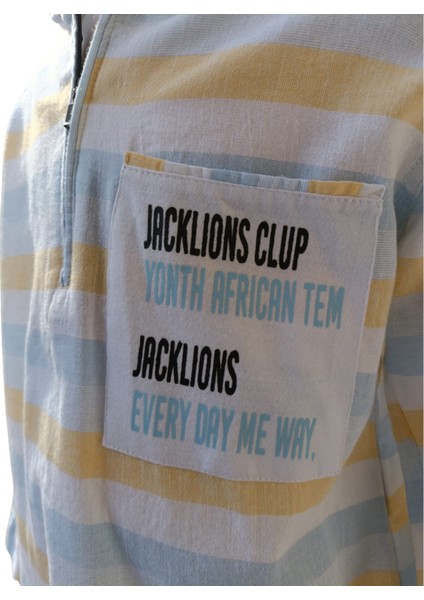 JACKLIONS CLUP
YONTH AFRICAN TEM
JACKLIONS
EVERY DAY ME WAY.